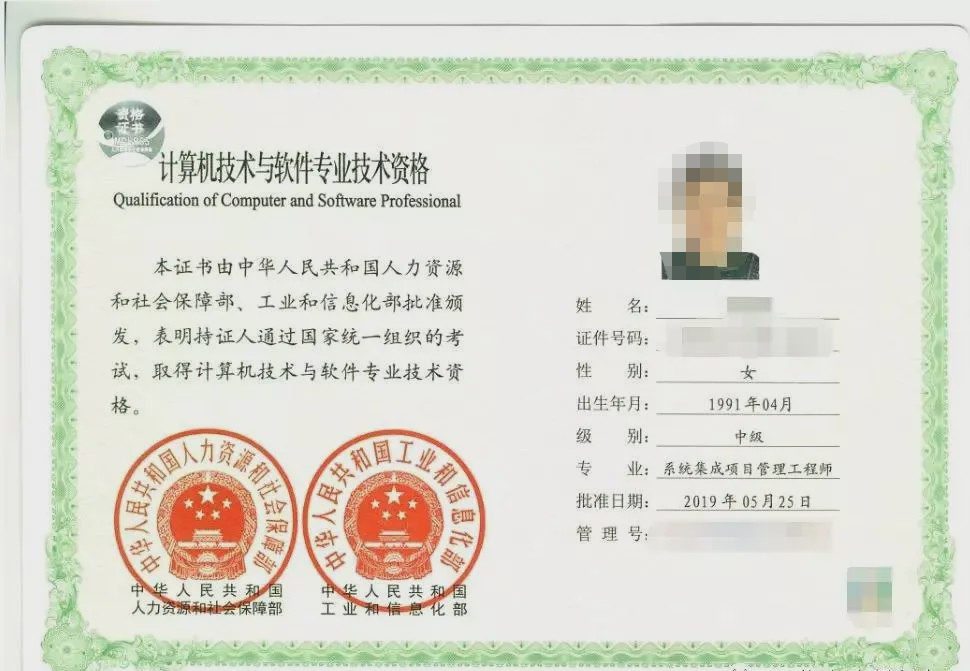 资格
证书
计算机技术与软件专业技术资格
Qualification of Computer and Software Professional
本证书由中华人民共和国人力资源
和社会保障部、工业和信息化部批准颁
发，表明持证人通过国家统一组织的考
试，取得计算机技术与软件专业技术资
格。
中华人民共和国人力资源和社会保障部
中华人民共和国工业和信息化部
中华人民共和国
人力资源和社会保障部
中华人民共和国
工业和信息化部
姓 名：
证件号码：
性 别： 女
出生年月： 1991年04月
级 别： 中级
专 业： 系统集成项目管理工程师
批准日期： 2019年05月25日
管 理 号：